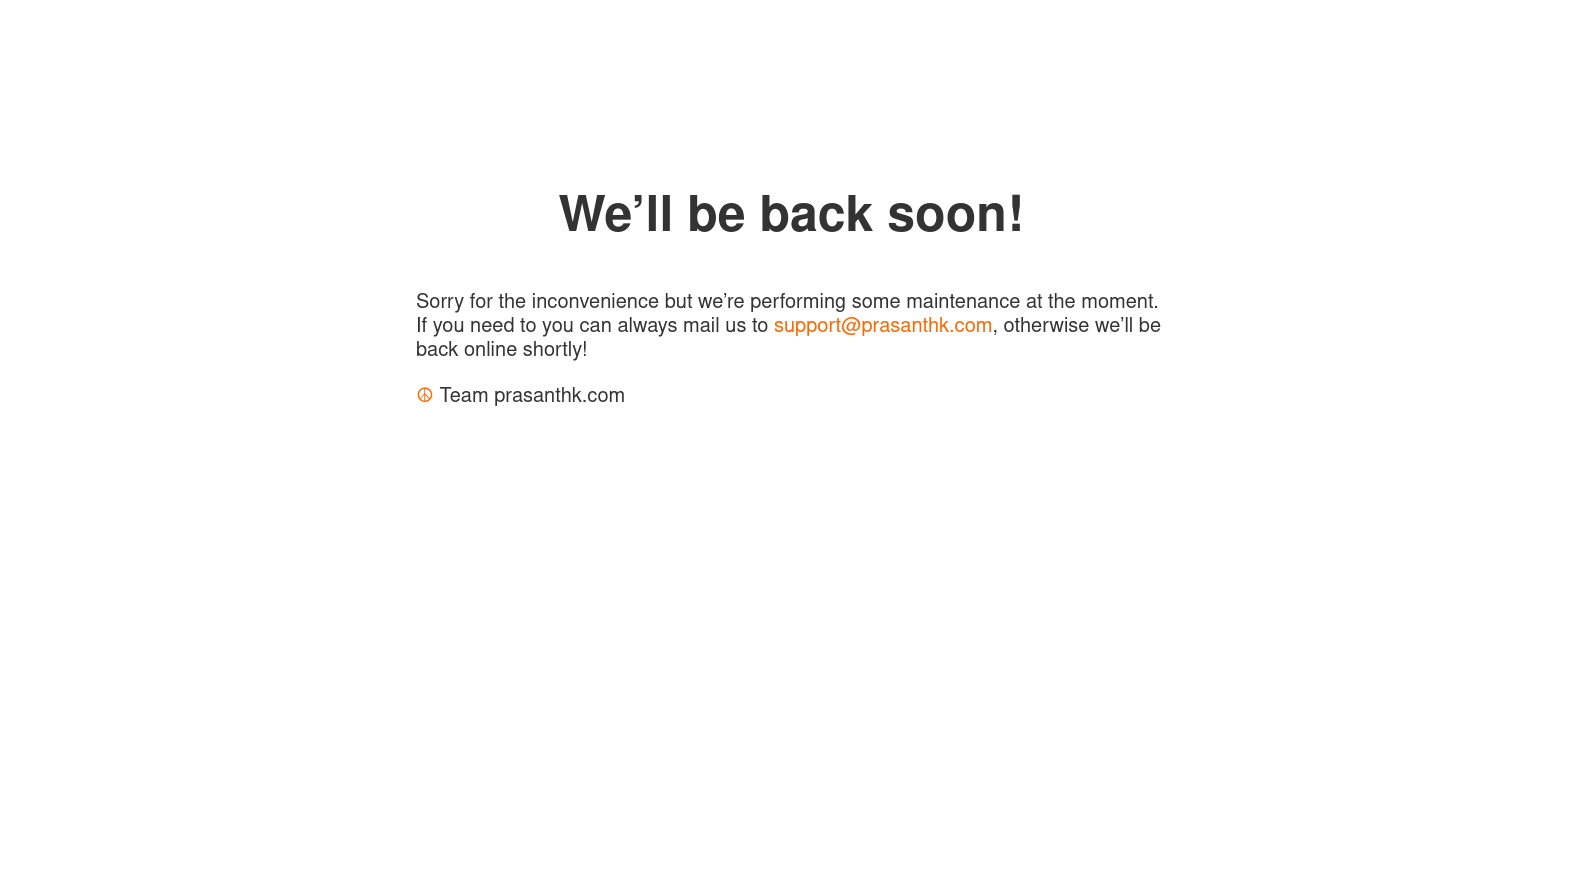 We’ll be back soon!
Sorry for the inconvenience but we’re performing some maintenance at the moment.
If you need to you can always mail us to support@prasanthk.com, otherwise we’ll be
back online shortly!
☮ Team prasanthk.com